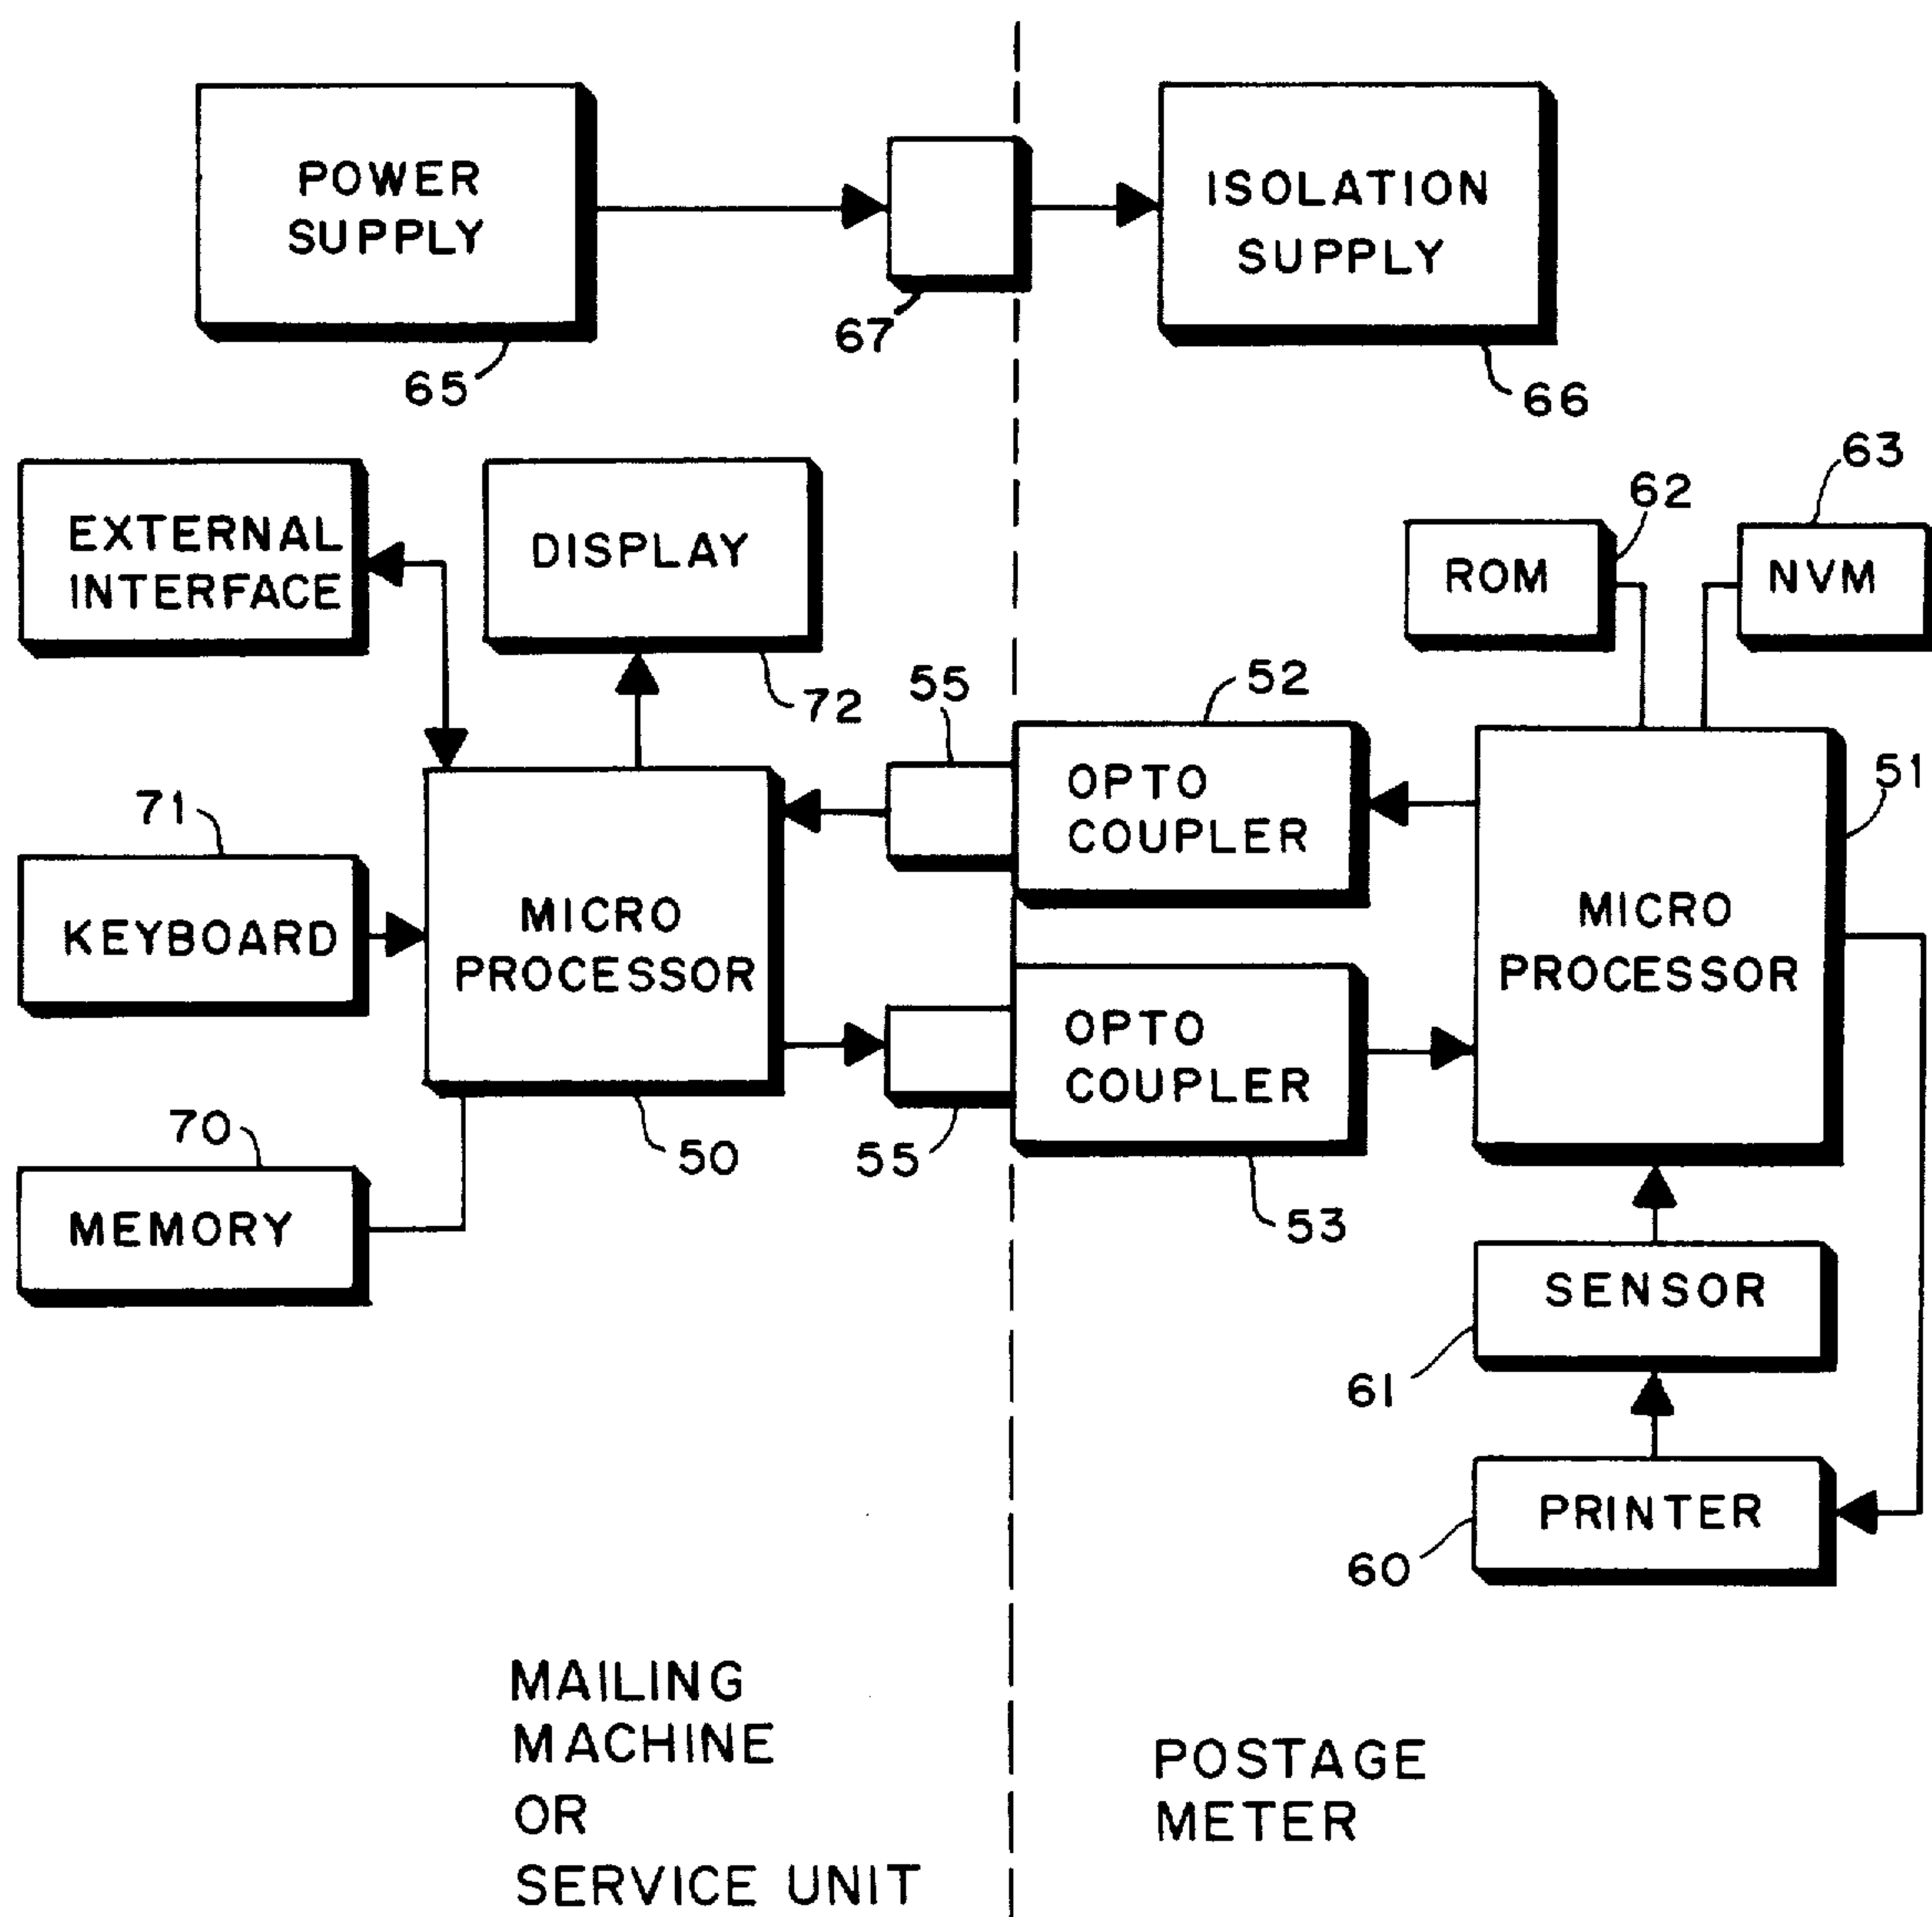 POWER
SUPPLY
65
67
ISOLATION
SUPPLY
66
EXTERNAL
INTERFACE
DISPLAY
72
ROM
62
NVM
63
55
OPTO
COUPLER
52
71
KEYBOARD
MICRO
PROCESSOR
50
MICRO
PROCESSOR
51
OPTO
COUPLER
53
55
70
MEMORY
SENSOR
61
PRINTER
60
MAILING
MACHINE
OR
SERVICE UNIT
POSTAGE
METER